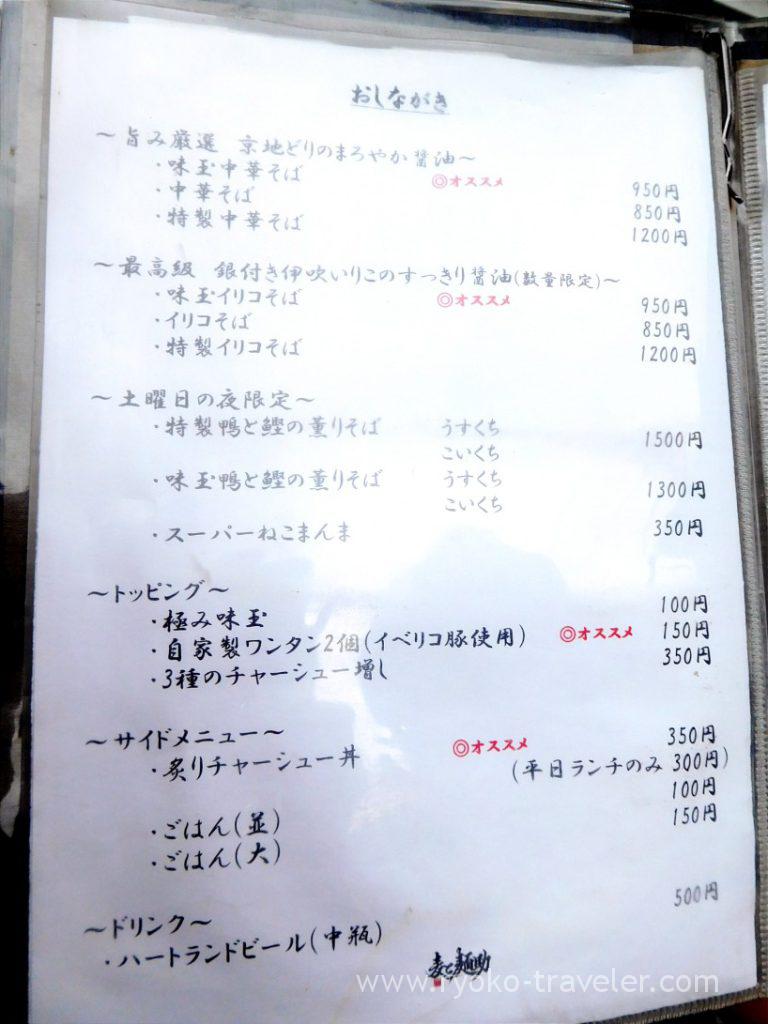 おしながき
～旨み厳選 京地どりのまろやか醤油～
・味玉中華そば ◎オススメ 950円
・中華そば 850円
・特製中華そば 1200円
～最高級 銀付き伊吹いりこのすっきり醤油(数量限定)～
・味玉イリコそば ◎オススメ 950円
・イリコそば 850円
・特製イリコそば 1200円
～土曜日の夜限定～
・特製鴨と鰹の薫りそば うすくち 1500円
こいくち
・味玉鴨と鰹の薫りそば うすくち 1300円
こいくち
・スーパーねこまんま 350円
～トッピング～
・極み味玉 100円
・自家製ワンタン2個(イベリコ豚使用) ◎オススメ 150円
・3種のチャーシュー増し 350円
～サイドメニュー～
・炙りチャーシュー丼 ◎オススメ 350円
(平日ランチのみ 300円)
・ごはん(並) 100円
・ごはん(大) 150円
～ドリンク～
・ハートランドビール(中瓶) 500円
麦と麺助
www.ryoko-traveler.com